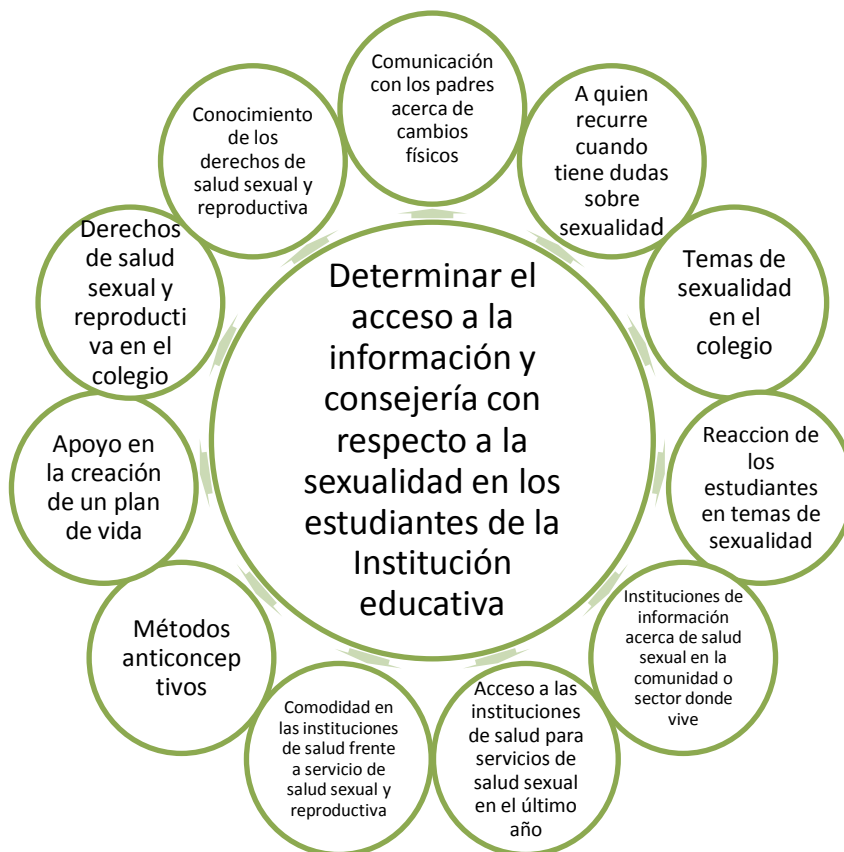 Comunicación
con los padres
acerca de
cambios
físicos
A quien
recurre
cuando
tiene dudas
sobre
sexualidad
Temas de
sexualidad
en el
colegio
Reaccion de
los
estudiantes
en temas de
sexualidad
Instituciones de
información
acerca de salud
sexual en la
comunidad o
sector donde
vive
Acceso a las
instituciones
de salud para
servicios de
salud sexual
en el último
año
Comodidad en
las instituciones
de salud frente
a servicio de
salud sexual y
reproductiva
Métodos
anticoncep
tivos
Apoyo en
la creación
de un plan
de vida
Derechos
de salud
sexual y
reproducti
va en el
colegio
Conocimiento
de los
derechos de
salud sexual y
reproductiva
Determinar el
acceso a la
información y
consejería con
respecto a la
sexualidad en los
estudiantes de la
Institución
educativa